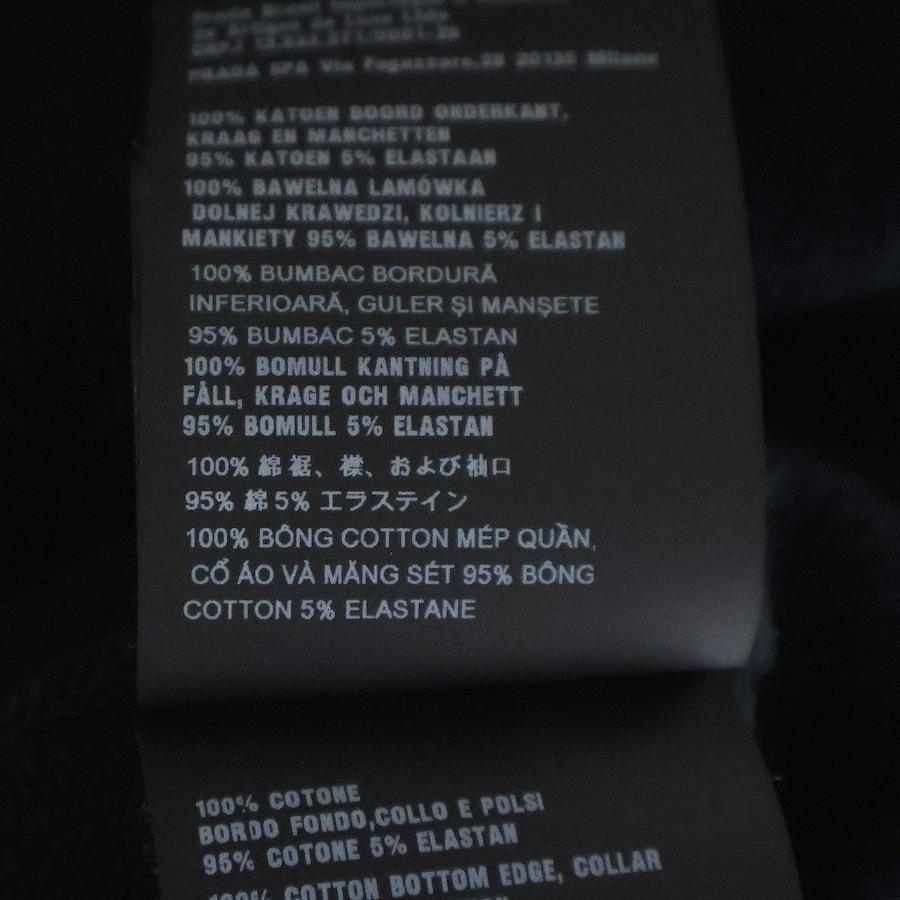 PRADA SPA Via Fogazzaro,28 20135 Milano
100% KATOEN BOORD ONDERKANT,
KRAAG EN MANCHETTEN
95% KATOEN 5% ELASTAAN
100% BAWELNA LAMÓWKA
DOLNEJ KRAWEDZI, KOLNIERZ I
MANKIETY 95% BAWELNA 5% ELASTAN
100% BUMBAC BORDURĂ
INFERIOARĂ, GULER ŞI MANŞETE
95% BUMBAC 5% ELASTAN
100% BOMULL KANTNING PÅ
FÅLL, KRAGE OCH MANCHETT
95% BOMULL 5% ELASTAN
100% 綿 裾、襟、および袖口
95% 綿 5% エラステイン
100% BÔNG COTTON MÉP QUẦN,
CỔ ÁO VÀ MĂNG SÉT 95% BÔNG
COTTON 5% ELASTANE
100% COTONE
BORDO FONDO,COLLO E POLSI
95% COTONE 5% ELASTAN
100% COTTON BOTTOM EDGE, COLLAR